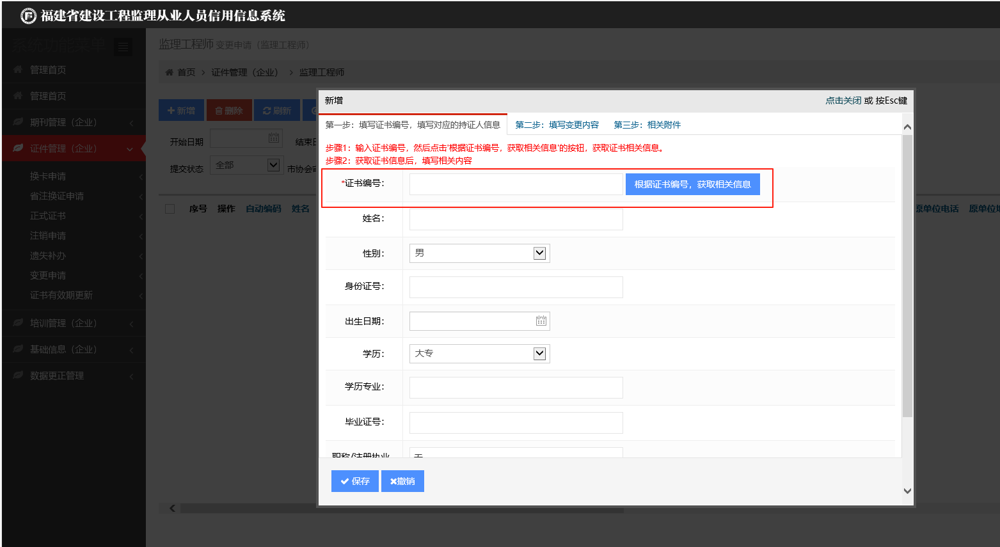 福建省建设工程监理从业人员信用信息系统
系统功能菜单
管理首页
管理首页
期刊管理（企业）
证件管理（企业）
换卡申请
省注换证申请
正式证书
注销申请
遗失补办
变更申请
证书有效期更新
培训管理（企业）
基础信息（企业）
数据更正管理
监理工程师 变更申请（监理工程师）
首页 > 证件管理（企业） > 监理工程师
新增 删除 刷新
开始日期 结束日
提交状态 全部 市协会审
序号 操作 自动编码 姓名 原单位电话 原单位地
新增 点击关闭 或 按Esc键
第一步：填写证书编号，填写对应的持证人信息 第二步：填写变更内容 第三步：相关附件
步骤1：输入证书编号，然后点击'根据证书编号，获取相关信息'的按钮，获取证书相关信息。
步骤2：获取证书信息后，填写相关内容
*证书编号： 根据证书编号，获取相关信息
姓名：
性别： 男
身份证号：
出生日期：
学历： 大专
学历专业：
毕业证号：
职称/注册执业 无
保存 撤销